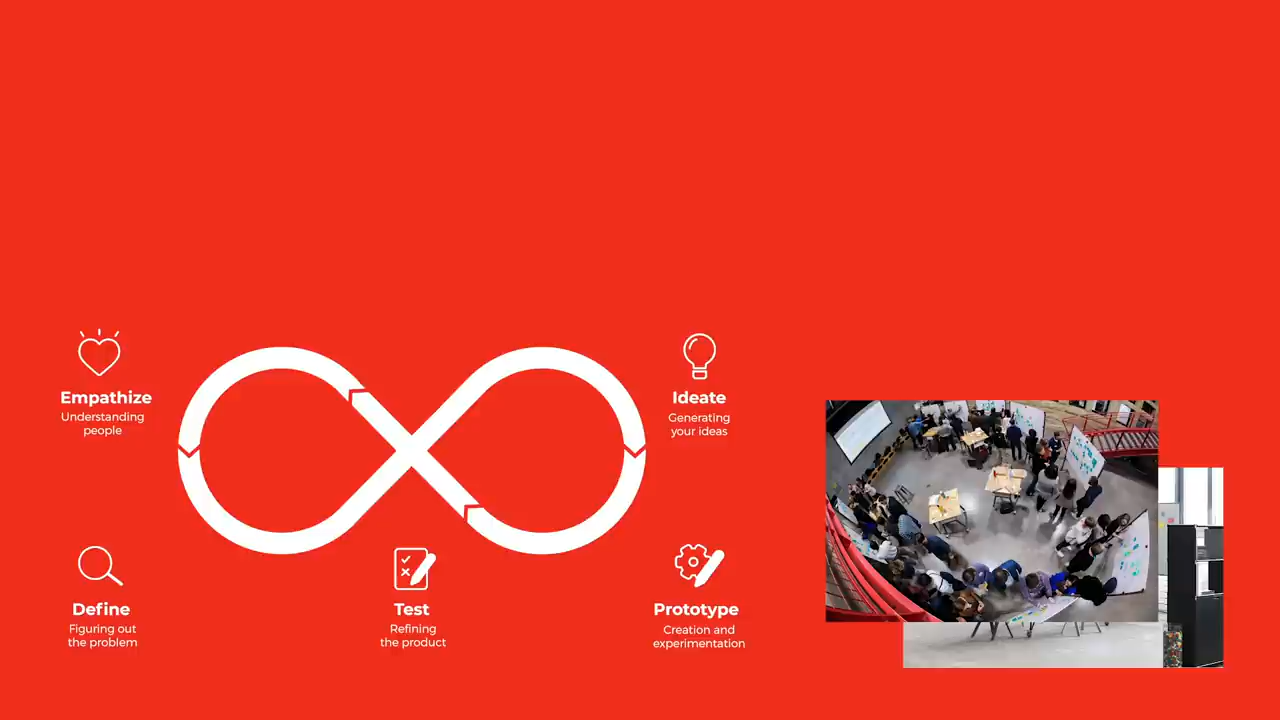 Empathize
Understanding
people
Ideate
Generating
your ideas
Define
Figuring out
the problem
Test
Refining
the product
Prototype
Creation and
experimentation